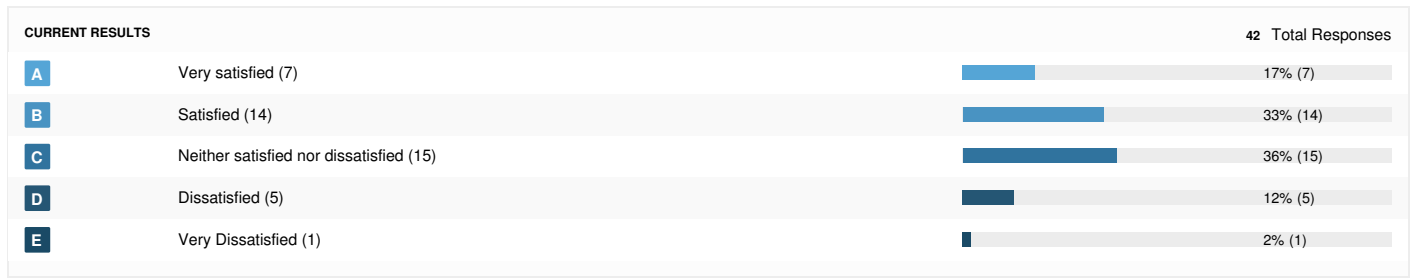 CURRENT RESULTS 42 Total Responses
A Very satisfied (7) 17% (7)
B Satisfied (14) 33% (14)
C Neither satisfied nor dissatisfied (15) 36% (15)
D Dissatisfied (5) 12% (5)
E Very Dissatisfied (1) 2% (1)